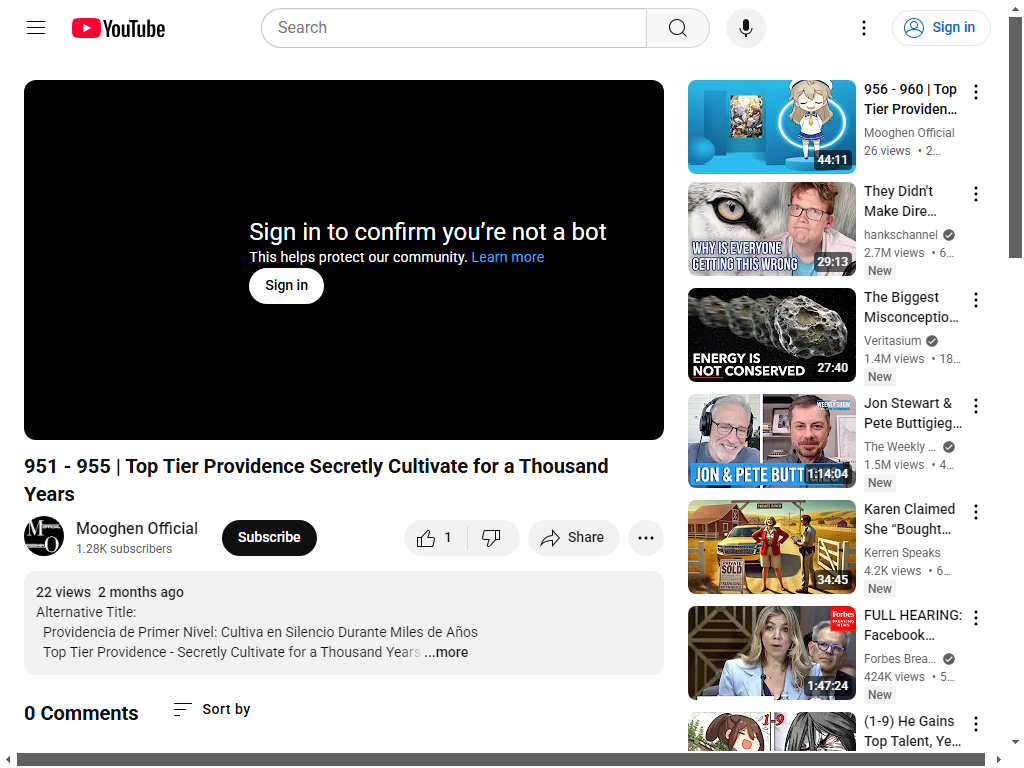 YouTube
Search
Sign in
Sign in to confirm you’re not a bot
This helps protect our community. Learn more
Sign in
951 - 955 | Top Tier Providence Secretly Cultivate for a Thousand
Years
Mooghen Official
1.28K subscribers
Subscribe
1
Share
22 views 2 months ago
Alternative Title:
Providencia de Primer Nivel: Cultiva en Silencio Durante Miles de Años
Top Tier Providence - Secretly Cultivate for a Thousand Years ...more
0 Comments
Sort by
44:11
956 - 960 | Top
Tier Providen...
Mooghen Official
26 views • 2...
WHY IS EVERYONE
GETTING THIS WRONG
29:13
They Didn't
Make Dire...
hankschannel
2.7M views • 6...
New
ENERGY IS
NOT CONSERVED
27:40
The Biggest
Misconceptio...
Veritasium
1.4M views • 18...
New
WEEKLY SHOW
JON & PETE BUTT
1:14:04
Jon Stewart &
Pete Buttigieg...
The Weekly ...
1.5M views • 4...
New
PRIVATE RANCH
PRIVATE
SOLD
34:45
Karen Claimed
She “Bought...
Kerren Speaks
4.2K views • 6...
New
Forbes
BREAKING
NEWS
1:47:24
FULL HEARING:
Facebook...
Forbes Brea...
424K views • 5...
New
1-9
(1-9) He Gains
Top Talent, Ye...